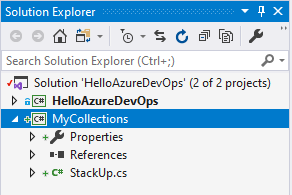 Solution Explorer
Search Solution Explorer (Ctrl+;)
Solution 'HelloAzureDevOps' (2 of 2 projects)
C# HelloAzureDevOps
C# MyCollections
Properties
References
C# StackUp.cs